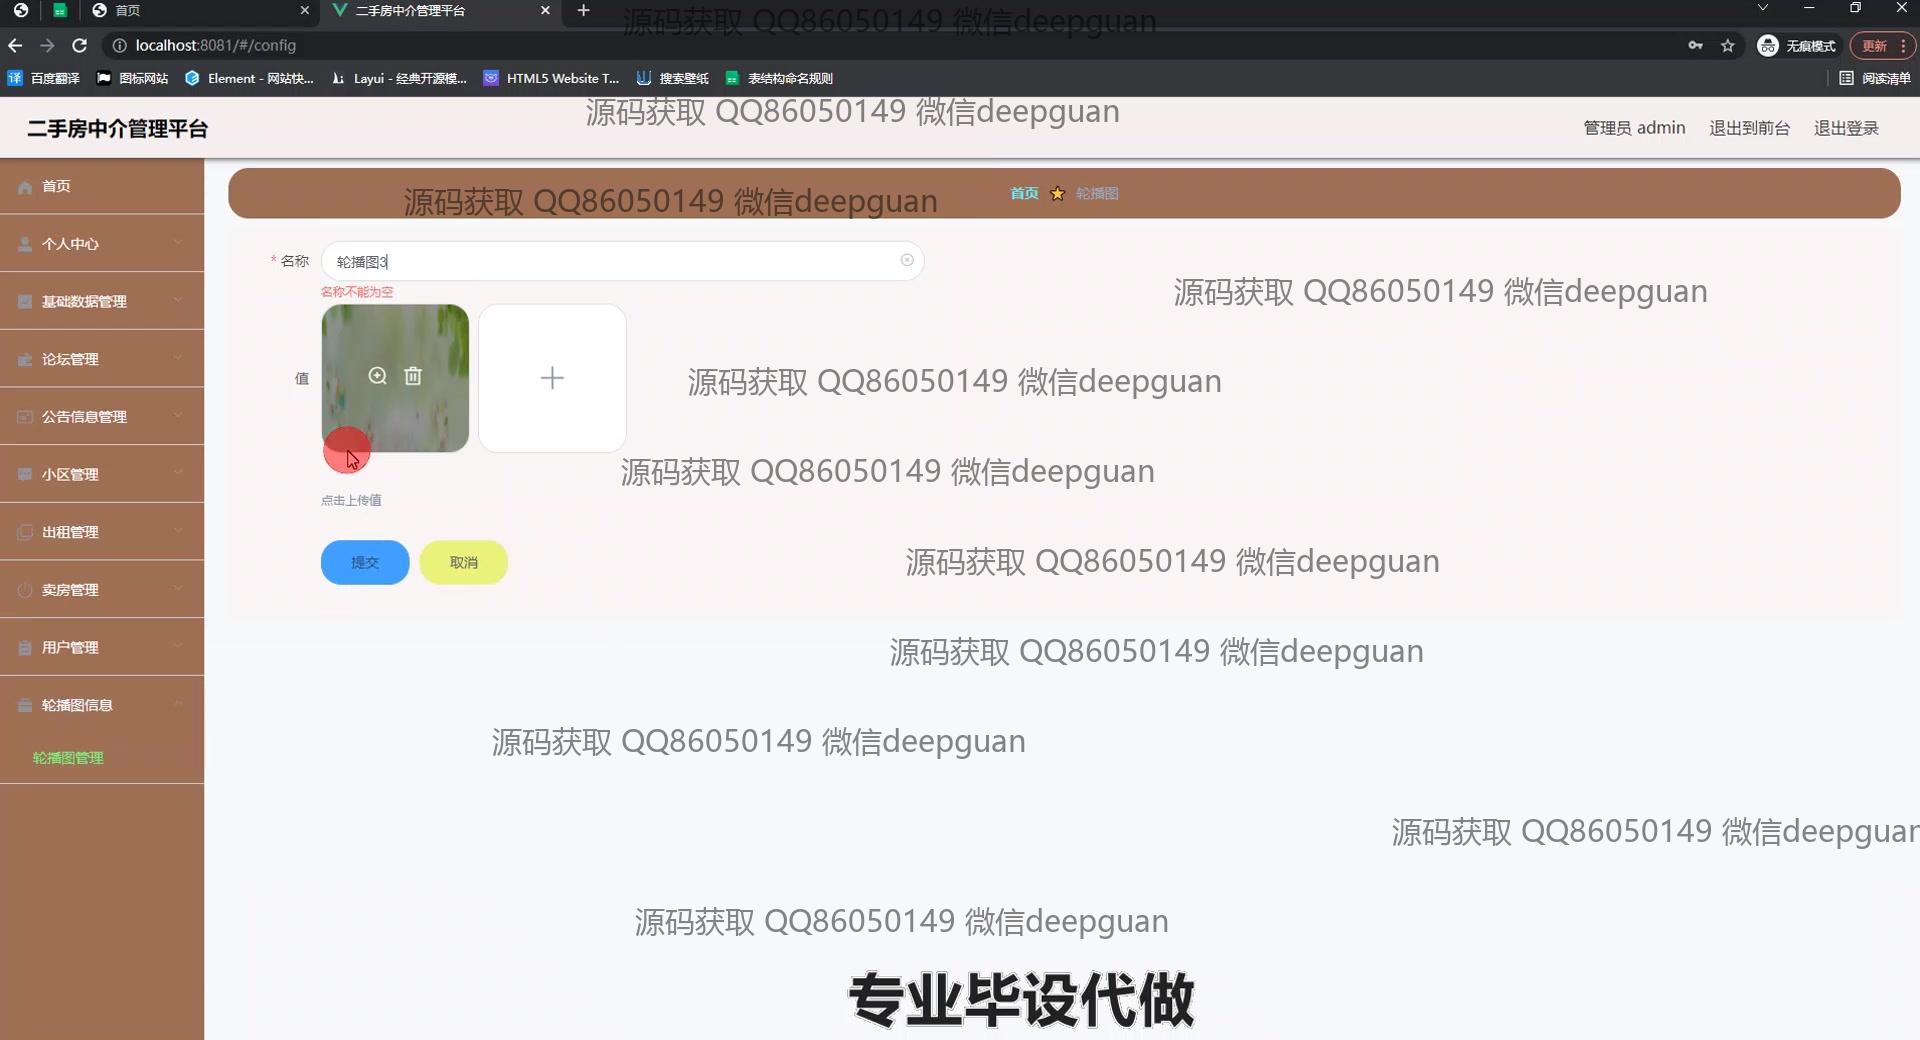 首页
二手房中介管理平台
源码获取 QQ86050149 微信deepguan
localhost:8081/#/config
无痕模式
更新
百度翻译
图标网站
Element - 网站快...
Layui - 经典开源模...
HTML5 Website T...
搜索壁纸
表结构命名规则
阅读清单
源码获取 QQ86050149 微信deepguan
二手房中介管理平台
管理员 admin
退出到前台
退出登录
首页
源码获取 QQ86050149 微信deepguan
首页
轮播图
个人中心
* 名称
轮播图3
名称不能为空
源码获取 QQ86050149 微信deepguan
基础数据管理
论坛管理
值
源码获取 QQ86050149 微信deepguan
公告信息管理
小区管理
源码获取 QQ86050149 微信deepguan
点击上传值
出租管理
提交
取消
源码获取 QQ86050149 微信deepguan
卖房管理
用户管理
源码获取 QQ86050149 微信deepguan
轮播图信息
源码获取 QQ86050149 微信deepguan
轮播图管理
源码获取 QQ86050149 微信deepguan
源码获取 QQ86050149 微信deepguan
专业毕设代做